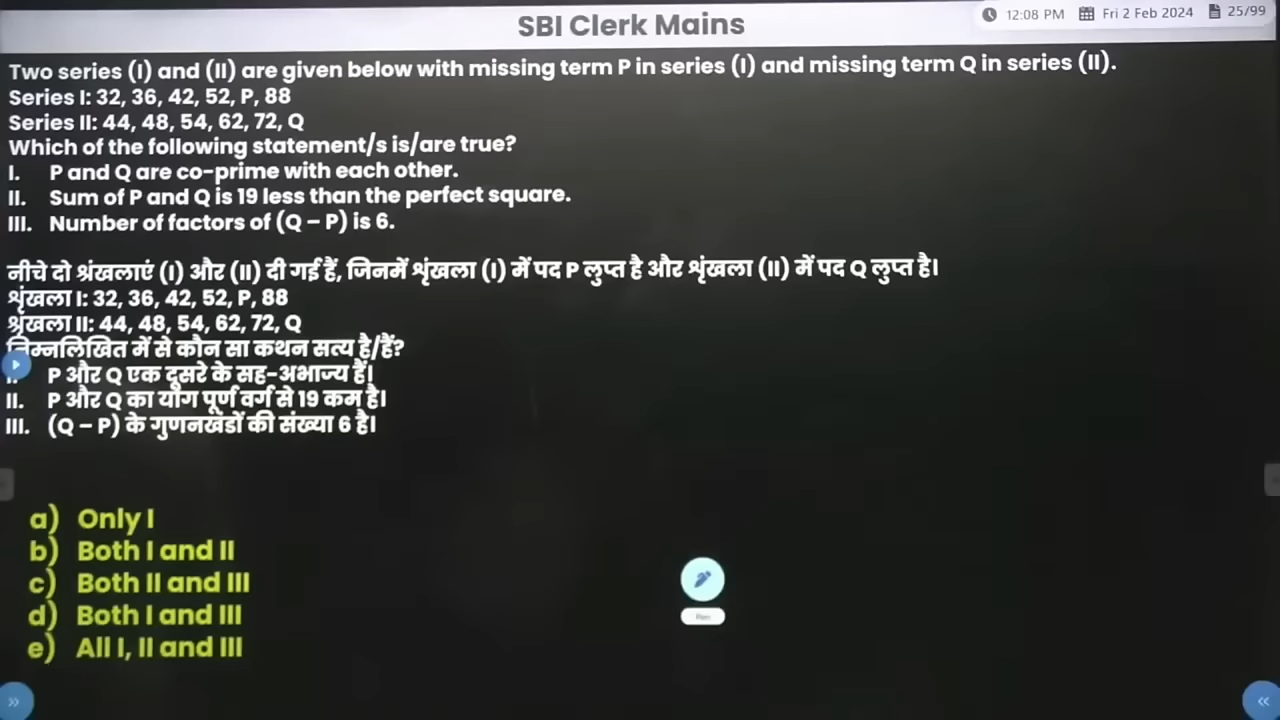 SBI Clerk Mains
12:08 PM Fri 2 Feb 2024 25/99
Two series (I) and (II) are given below with missing term P in series (I) and missing term Q in series (II).
Series I: 32, 36, 42, 52, P, 88
Series II: 44, 48, 54, 62, 72, Q
Which of the following statement/s is/are true?
I. P and Q are co-prime with each other.
II. Sum of P and Q is 19 less than the perfect square.
III. Number of factors of (Q – P) is 6.
नीचे दो श्रंखलाएं (I) और (II) दी गई हैं, जिनमें शृंखला (I) में पद P लुप्त है और शृंखला (II) में पद Q लुप्त है।
शृंखला I: 32, 36, 42, 52, P, 88
श्रृंखला II: 44, 48, 54, 62, 72, Q
निम्नलिखित में से कौन सा कथन सत्य है/हैं?
I. P और Q एक दूसरे के सह-अभाज्य हैं।
II. P और Q का योग पूर्ण वर्ग से 19 कम है।
III. (Q – P) के गुणनखंडों की संख्या 6 है।
a) Only I
b) Both I and II
c) Both II and III
d) Both I and III
e) All I, II and III